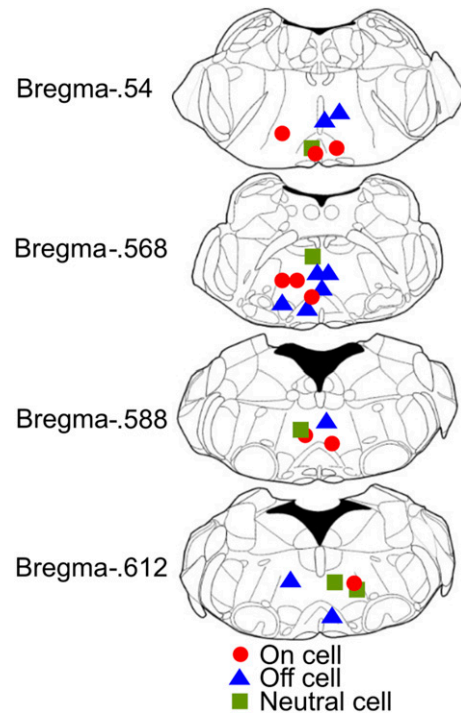 Bregma-.54
Bregma-.568
Bregma-.588
Bregma-.612
On cell
Off cell
Neutral cell